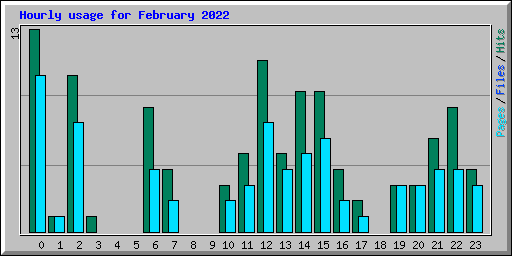 Hourly usage for February 2022
13
Pages/Files/Hits
0 1 2 3 4 5 6 7 8 9 10 11 12 13 14 15 16 17 18 19 20 21 22 23